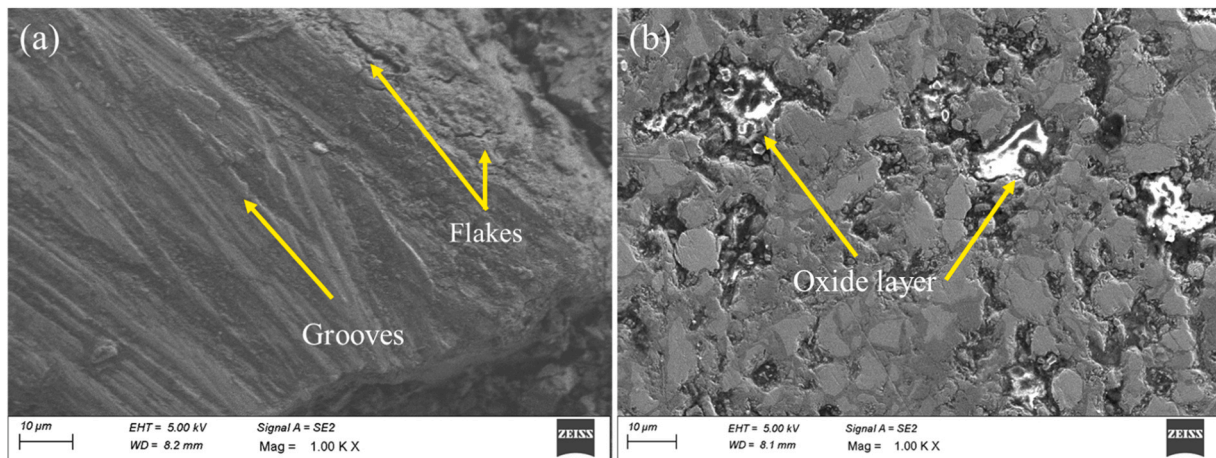 (a)
Flakes
Grooves
10 µm
EHT = 5.00 kV
Signal A = SE2
WD = 8.2 mm
Mag = 1.00 K X
ZEISS
(b)
Oxide layer
10 µm
EHT = 5.00 kV
Signal A = SE2
WD = 8.1 mm
Mag = 1.00 K X
ZEISS